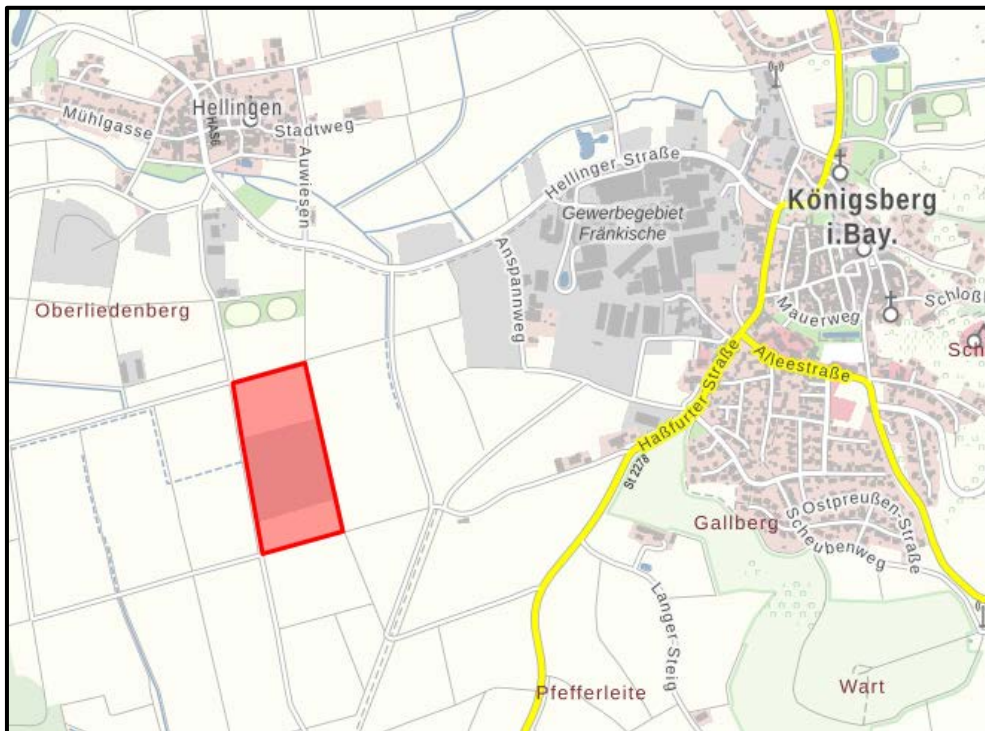 Hellingen
Mühlgasse
HAS6
Stadtweg
Auwiesen
Hellinger Straße
Gewerbegebiet
Fränkische
Königsberg
i.Bay.
Anspannweg
Oberliedenberg
Mauerweg
Schloßb
Sch
Alleestraße
Haßfurter Straße
St 2278
Gallberg
Ostpreußen-Straße
Scheubenweg
Langer-Steig
Pfefferleite
Wart